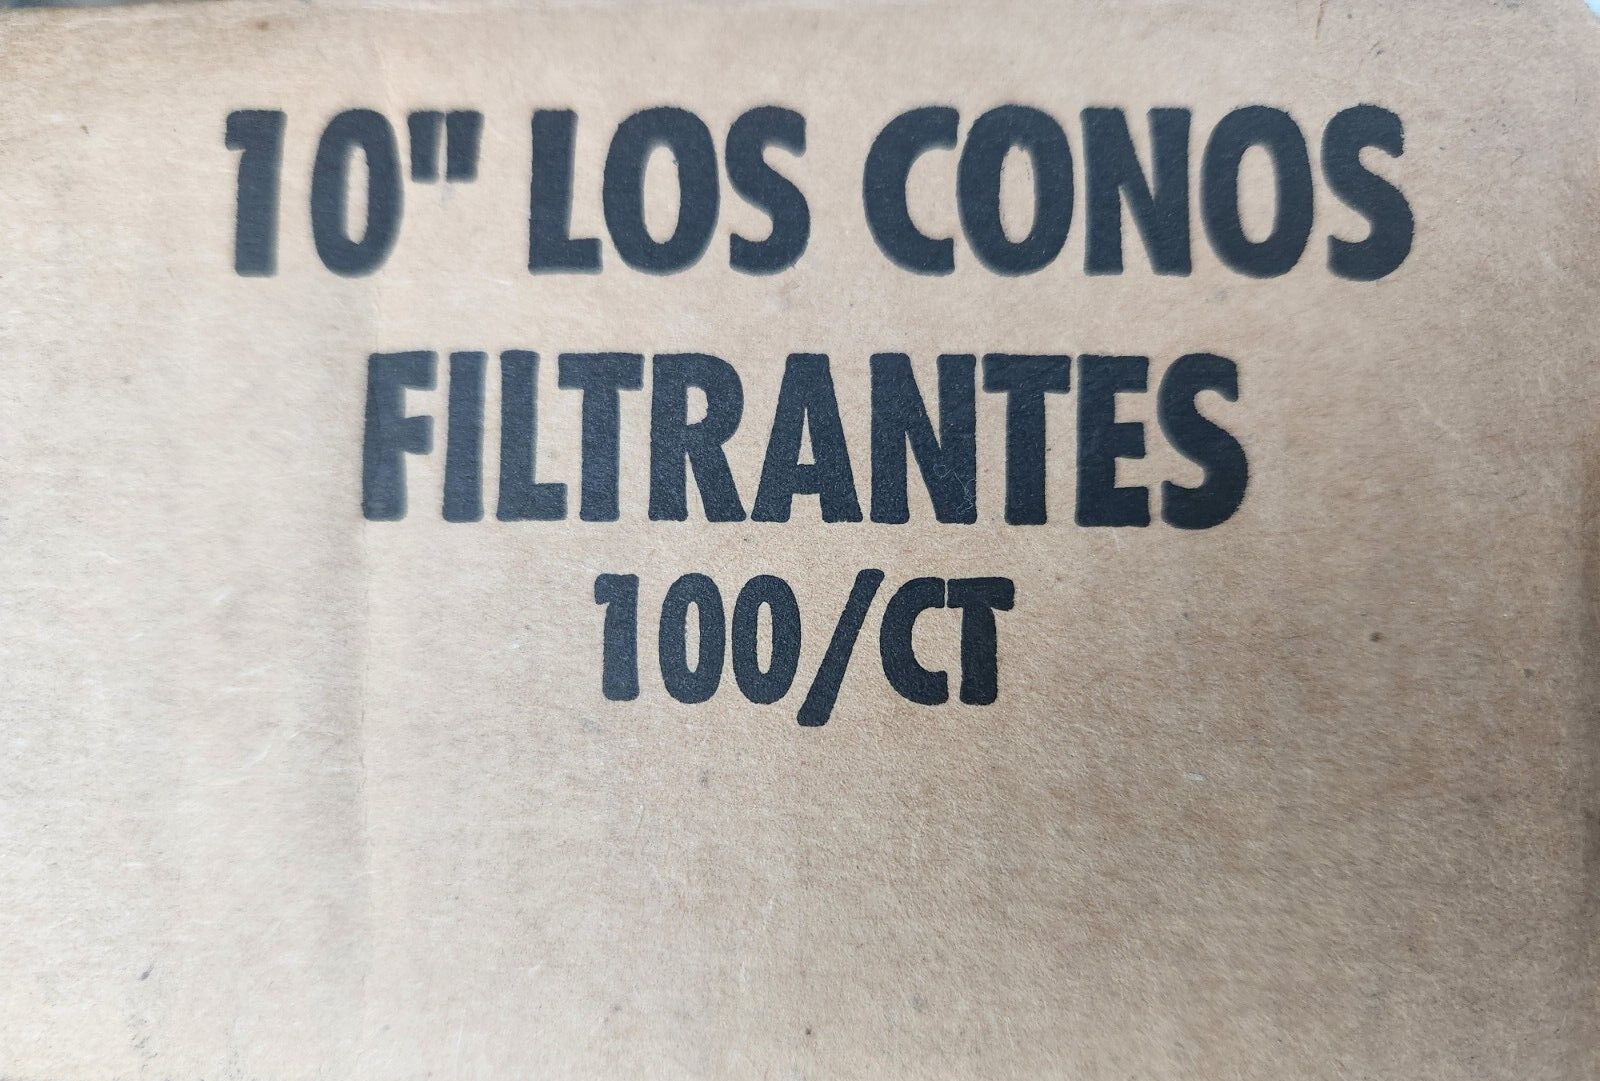 10" LOS CONOS
FILTRANTES
100/CT